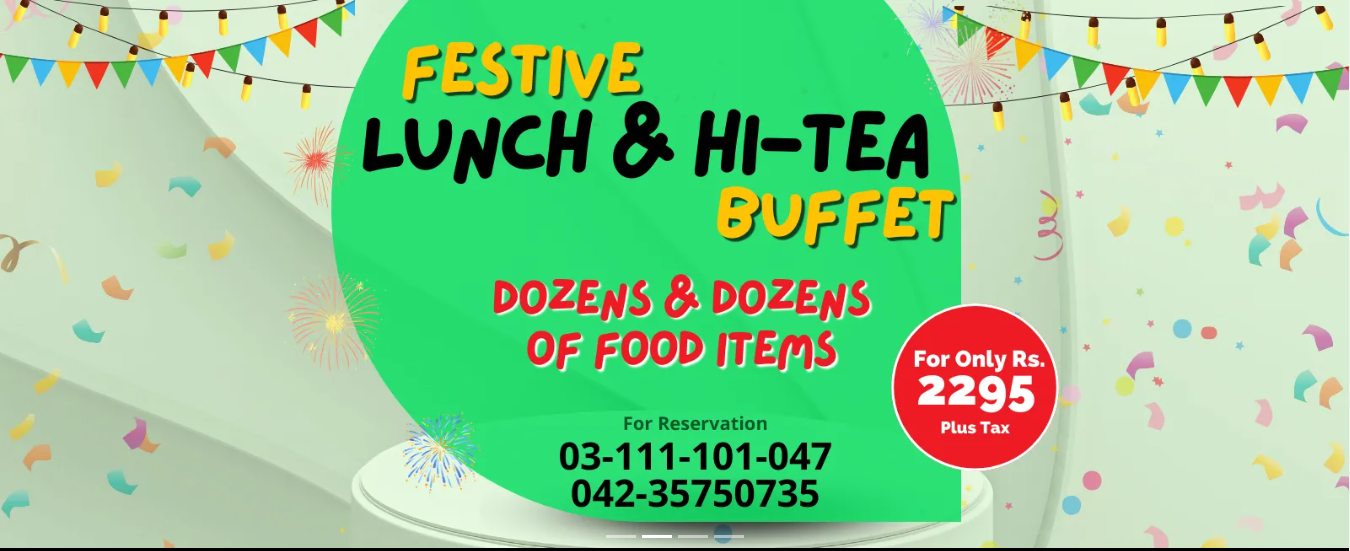 FESTIVE
LUNCH & HI-TEA
BUFFET
DOZENS & DOZENS
OF FOOD ITEMS
For Only Rs.
2295
Plus Tax
For Reservation
03-111-101-047
042-35750735